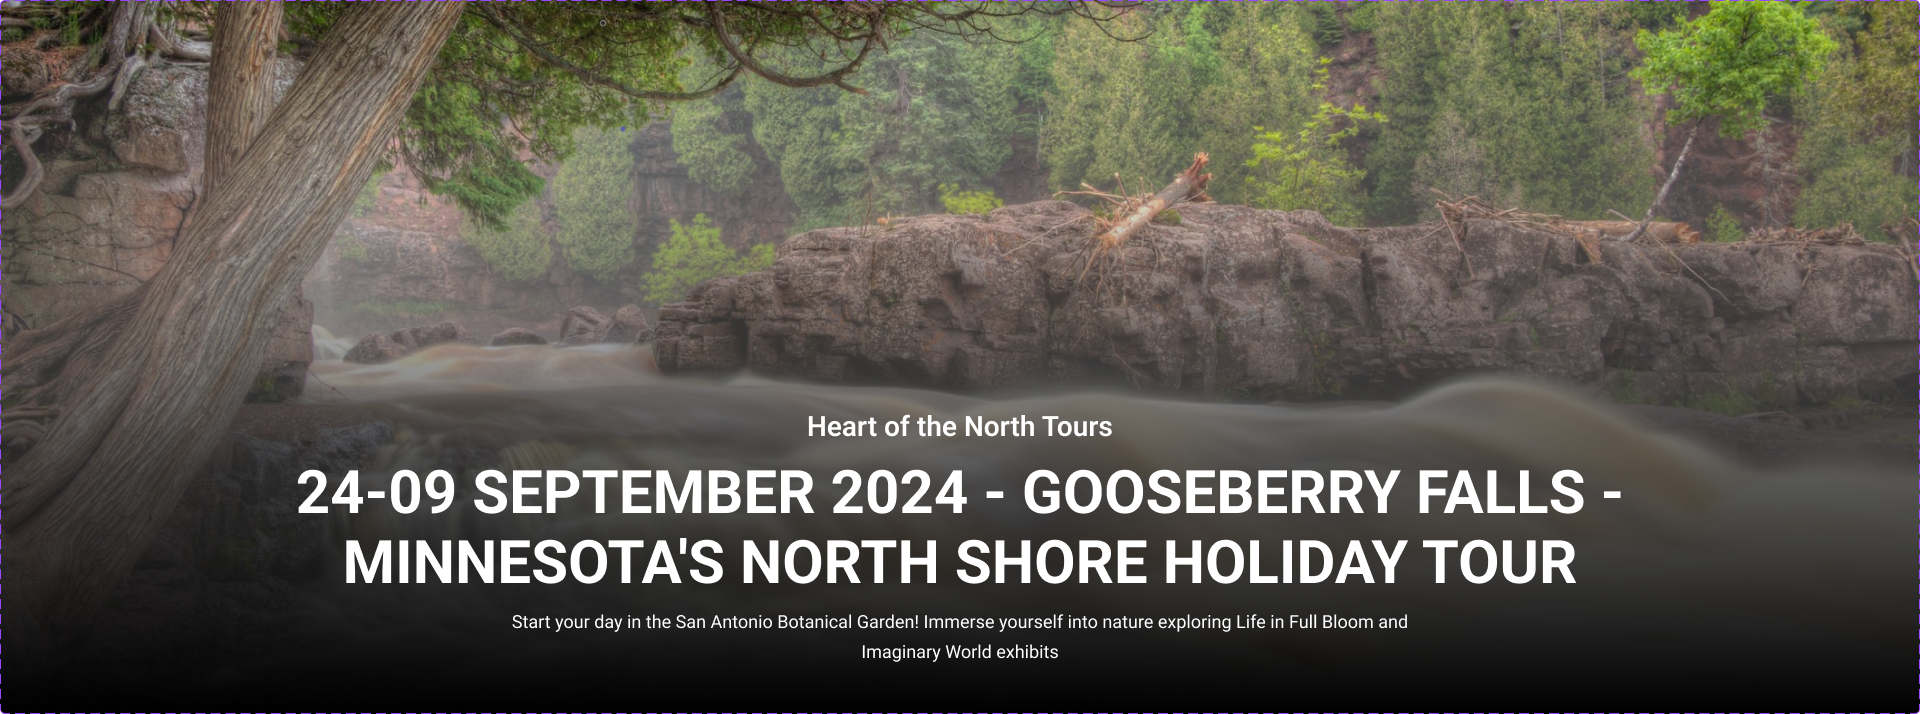 Heart of the North Tours
24-09 SEPTEMBER 2024 - GOOSEBERRY FALLS -
MINNESOTA'S NORTH SHORE HOLIDAY TOUR
Start your day in the San Antonio Botanical Garden! Immerse yourself into nature exploring Life in Full Bloom and
Imaginary World exhibits